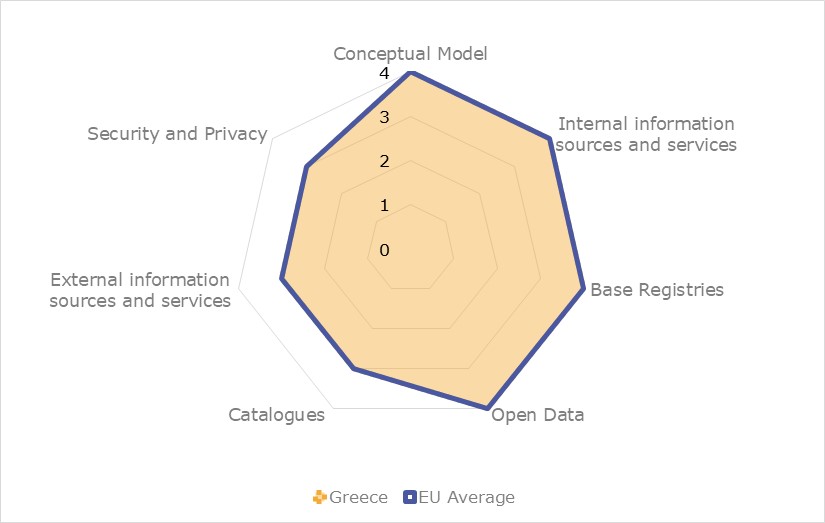 Conceptual Model
4
3
2
1
0
Internal information
sources and services
Base Registries
Open Data
Catalogues
External information
sources and services
Security and Privacy
Greece
EU Average